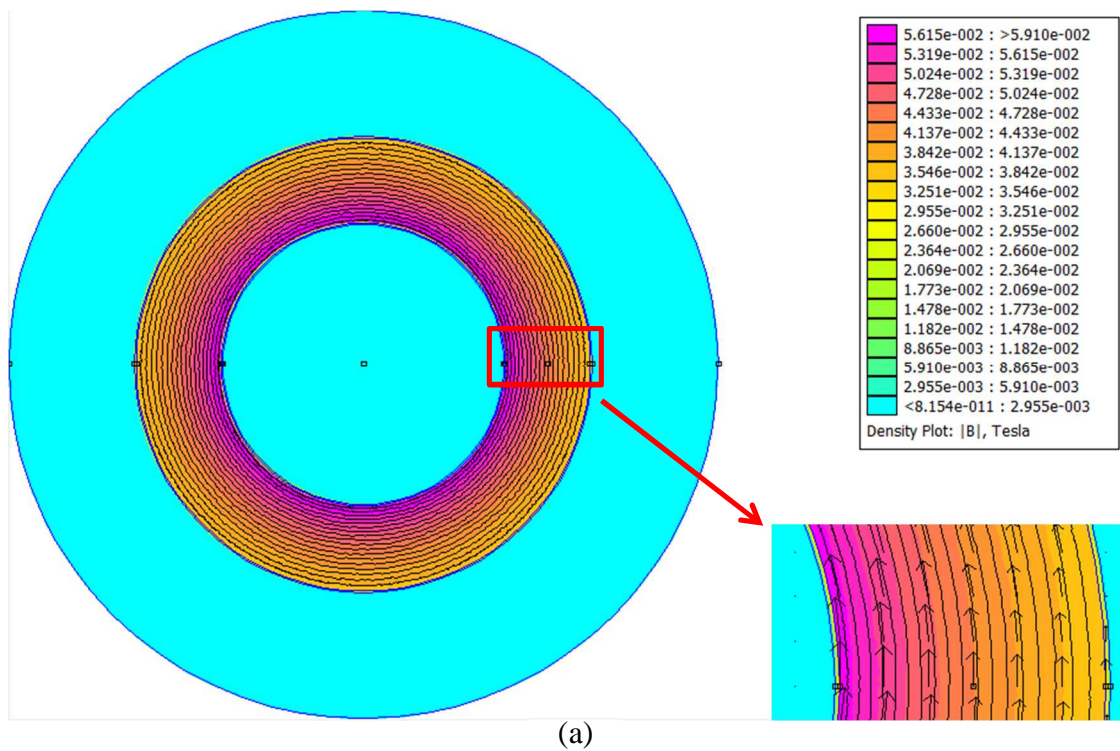 5.615e-002 : >5.910e-002
5.319e-002 : 5.615e-002
5.024e-002 : 5.319e-002
4.728e-002 : 5.024e-002
4.433e-002 : 4.728e-002
4.137e-002 : 4.433e-002
3.842e-002 : 4.137e-002
3.546e-002 : 3.842e-002
3.251e-002 : 3.546e-002
2.955e-002 : 3.251e-002
2.660e-002 : 2.955e-002
2.364e-002 : 2.660e-002
2.069e-002 : 2.364e-002
1.773e-002 : 2.069e-002
1.478e-002 : 1.773e-002
1.182e-002 : 1.478e-002
8.865e-003 : 1.182e-002
5.910e-003 : 8.865e-003
2.955e-003 : 5.910e-003
<8.154e-011 : 2.955e-003
Density Plot: |B|, Tesla
(a)